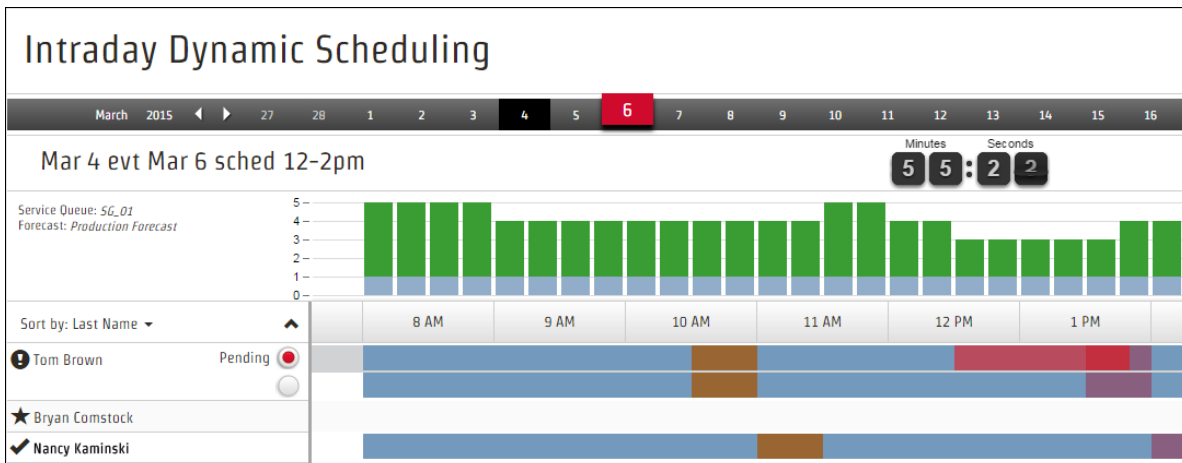 Intraday Dynamic Scheduling
March 2015 27 28 1 2 3 4 5 6 7 8 9 10 11 12 13 14 15 16
Mar 4 evt Mar 6 sched 12-2pm
Minutes Seconds
5 5 : 2 2
Service Queue: SG_01
Forecast: Production Forecast
5
4
3
2
1
0
Sort by: Last Name
8 AM 9 AM 10 AM 11 AM 12 PM 1 PM
Tom Brown Pending
Bryan Comstock
Nancy Kaminski